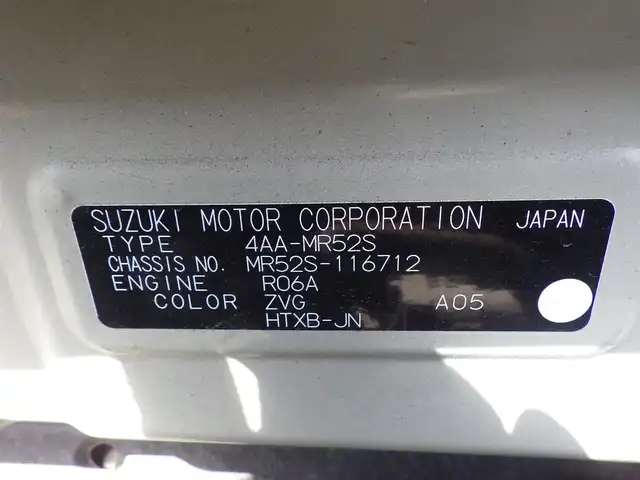 SUZUKI MOTOR CORPORATION JAPAN
TYPE 4AA-MR52S
CHASSIS NO. MR52S-116712
ENGINE R06A
COLOR ZVG A05
HTXB-JN